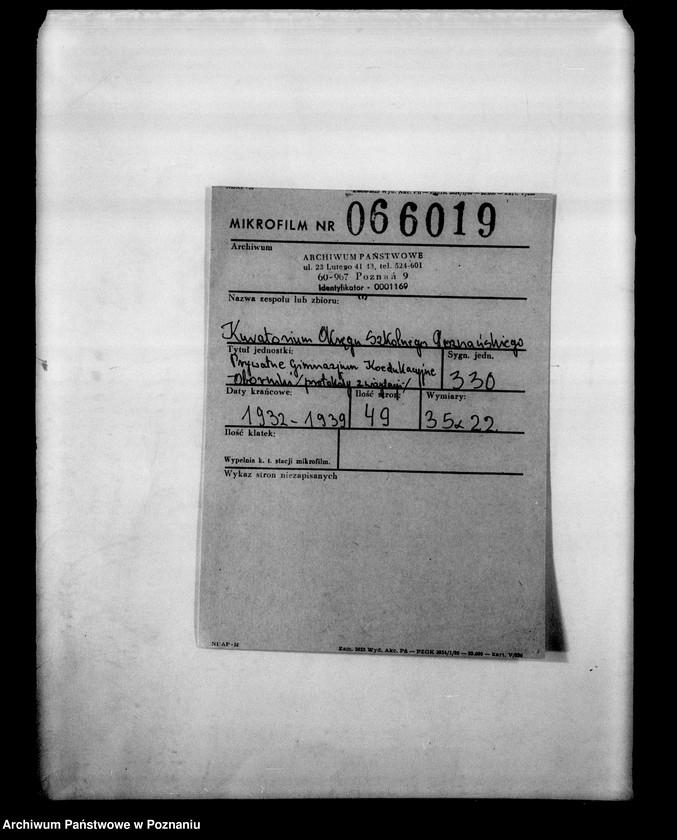 MIKROFILM NR 066019
Archiwum
ARCHIWUM PAŃSTWOWE
ul. 23 Lutego 41/43, tel. 524-601
60-967 Poznań 9
Identyfikator - 0001169
Nazwa zespołu lub zbioru: (1)
Kuratorium Okręgu Szkolnego Poznańskiego
Tytuł jednostki:
Sygn. jedn.
Prywatne Gimnazjum Koedukacyjne
Oborniki /protokóły z wizytacji/
330
Daty krańcowe:
Ilość stron:
Wymiary:
1932-1939
49
35x22
Ilość klatek:
Wypełnia k. t. stacji mikrofilm.
Wykaz stron niezapisanych
Archiwum Państwowe w Poznaniu